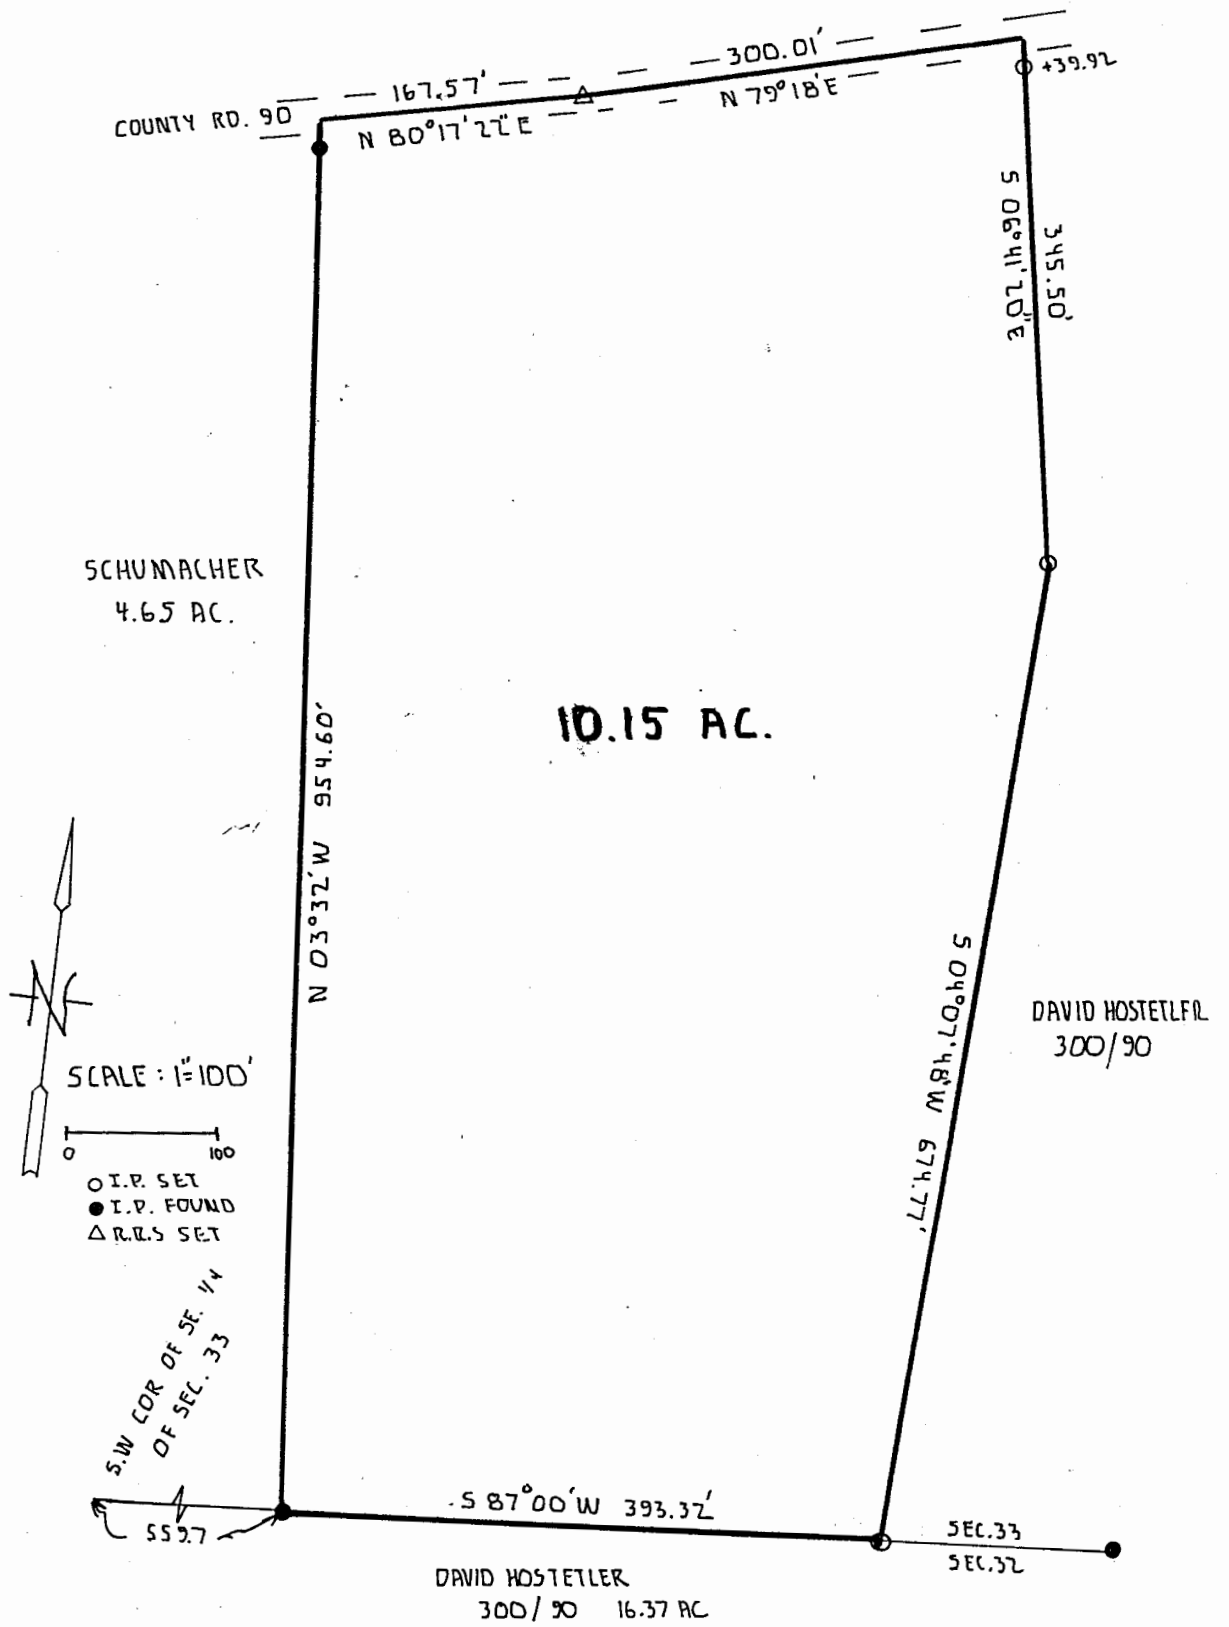 300.01'
167.57'
+39.92
N 79°18'E
COUNTY RD. 90
N 80°17'22"E
S 06°41'20"E
345.50'
SCHUMACHER
4.65 AC.
10.15 AC.
N 03°32'W 954.60'
S 04°07'48"W 674.77'
DAVID HOSTETLER
300/90
N
SCALE : 1"=100'
0 100
I.P. SET
I.P. FOUND
R.R.S SET
S.W COR OF SE. 1/4
OF SEC. 33
S 87°00'W 393.32'
559.7
SEC.33
SEC.32
DAVID HOSTETLER
300/90 16.37 AC